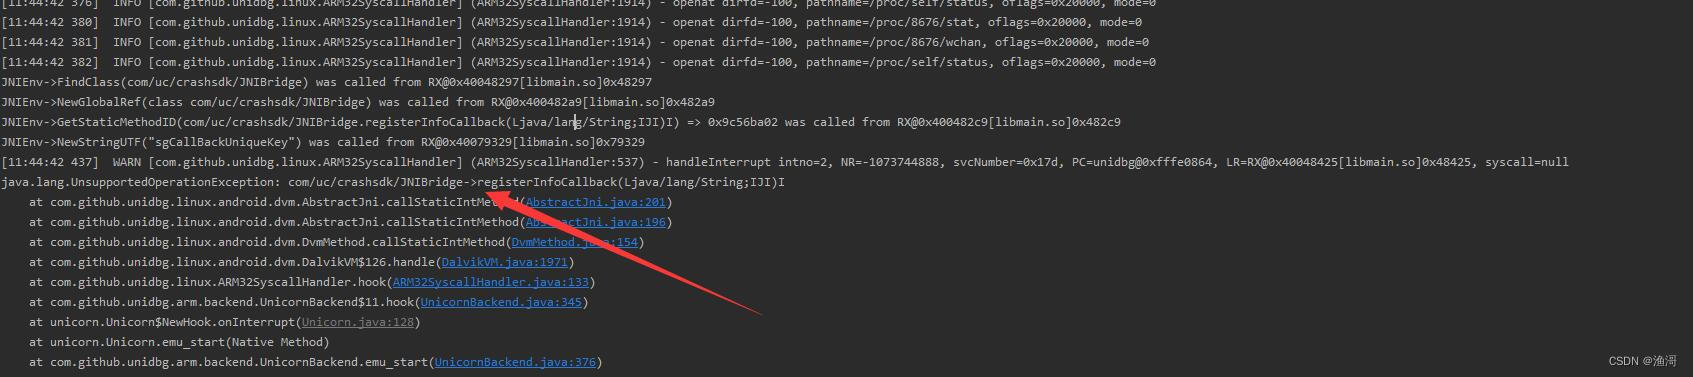 [11:44:42 376]  INFO [com.github.unidbg.linux.ARM32SyscallHandler] (ARM32SyscallHandler:1914) - openat dirfd=-100, pathname=/proc/self/status, oflags=0x20000, mode=0
[11:44:42 380]  INFO [com.github.unidbg.linux.ARM32SyscallHandler] (ARM32SyscallHandler:1914) - openat dirfd=-100, pathname=/proc/8676/stat, oflags=0x20000, mode=0
[11:44:42 381]  INFO [com.github.unidbg.linux.ARM32SyscallHandler] (ARM32SyscallHandler:1914) - openat dirfd=-100, pathname=/proc/8676/wchan, oflags=0x20000, mode=0
[11:44:42 382]  INFO [com.github.unidbg.linux.ARM32SyscallHandler] (ARM32SyscallHandler:1914) - openat dirfd=-100, pathname=/proc/self/status, oflags=0x20000, mode=0
JNIEnv->FindClass(com/uc/crashsdk/JNIBridge) was called from RX@0x40048297[libmain.so]0x48297
JNIEnv->NewGlobalRef(class com/uc/crashsdk/JNIBridge) was called from RX@0x400482a9[libmain.so]0x482a9
JNIEnv->GetStaticMethodID(com/uc/crashsdk/JNIBridge.registerInfoCallback(Ljava/lang/String;IJI)I) => 0x9c56ba02 was called from RX@0x400482c9[libmain.so]0x482c9
JNIEnv->NewStringUTF("sgCallBackUniqueKey") was called from RX@0x40079329[libmain.so]0x79329
[11:44:42 437]  WARN [com.github.unidbg.linux.ARM32SyscallHandler] (ARM32SyscallHandler:537) - handleInterrupt intno=2, NR=-1073744888, svcNumber=0x17d, PC=unidbg@0xfffe0864, LR=RX@0x40048425[libmain.so]0x48425, syscall=null
java.lang.UnsupportedOperationException: com/uc/crashsdk/JNIBridge->registerInfoCallback(Ljava/lang/String;IJI)I
    at com.github.unidbg.linux.android.dvm.AbstractJni.callStaticIntMethod(AbstractJni.java:201)
    at com.github.unidbg.linux.android.dvm.AbstractJni.callStaticIntMethod(AbstractJni.java:196)
    at com.github.unidbg.linux.android.dvm.DvmMethod.callStaticIntMethod(DvmMethod.java:154)
    at com.github.unidbg.linux.android.dvm.DalvikVM$126.handle(DalvikVM.java:1971)
    at com.github.unidbg.linux.ARM32SyscallHandler.hook(ARM32SyscallHandler.java:133)
    at com.github.unidbg.arm.backend.UnicornBackend$11.hook(UnicornBackend.java:345)
    at unicorn.Unicorn$NewHook.onInterrupt(Unicorn.java:128)
    at unicorn.Unicorn.emu_start(Native Method)
    at com.github.unidbg.arm.backend.UnicornBackend.emu_start(UnicornBackend.java:376)
CSDN @渔滒